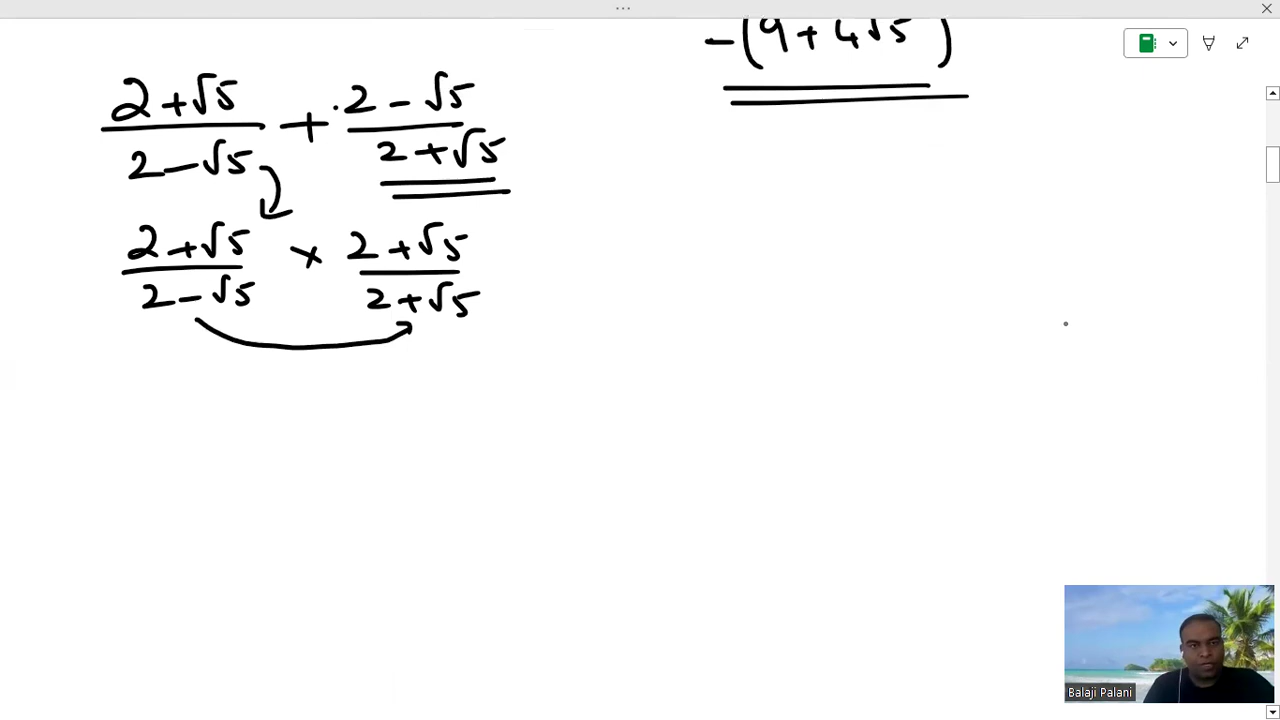 -(9+4√5)
2+√5 + 2-√5
2-√5 2+√5
2+√5 × 2+√5
2-√5 2+√5
Balaji Palani